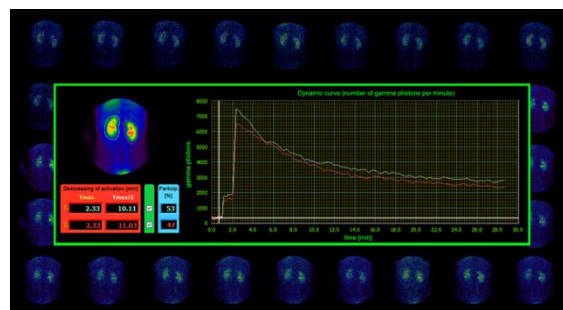 Dynamic curve (number of gamma photons per minute)
8000
7000
6000
5000
4000
3000
2000
1000
0
gamma photons
0.0 2.0 4.0 6.0 8.0 10.0 12.0 14.0 16.0 18.0 20.0 22.0 24.0 26.0 28.0 30.0
time [min]
Descreasing of activation [min]
Tmax Tmax/2
2.33 10.11
2.33 11.03
Particip.
[%]
53
47